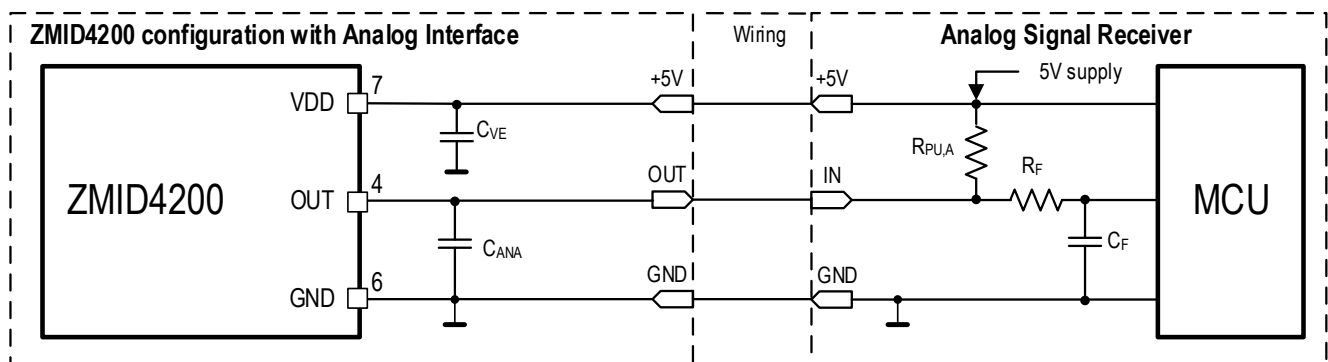 ZMID4200 configuration with Analog Interface
Wiring
Analog Signal Receiver
7
VDD
+5V
+5V
5V supply
CVE
RPU,A
RF
4
OUT
OUT
IN
ZMID4200
MCU
CANA
CF
6
GND
GND
GND